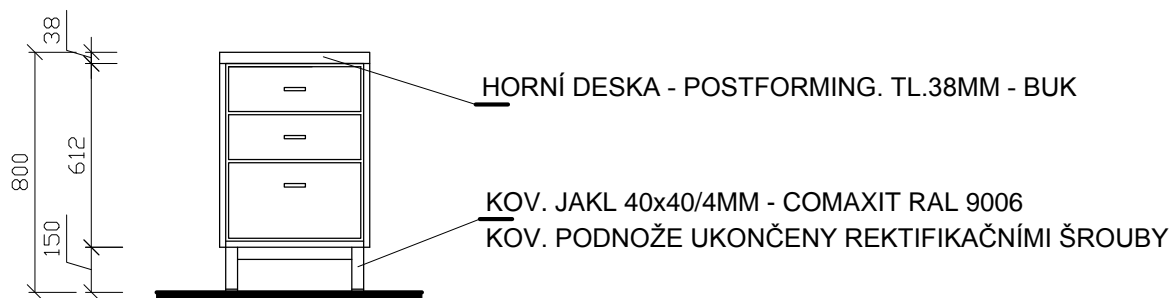 38
800
612
150
HORNÍ DESKA - POSTFORMING. TL.38MM - BUK
KOV. JAKL 40x40/4MM - COMAXIT RAL 9006
KOV. PODNOŽE UKONČENY REKTIFIKAČNÍMI ŠROUBY